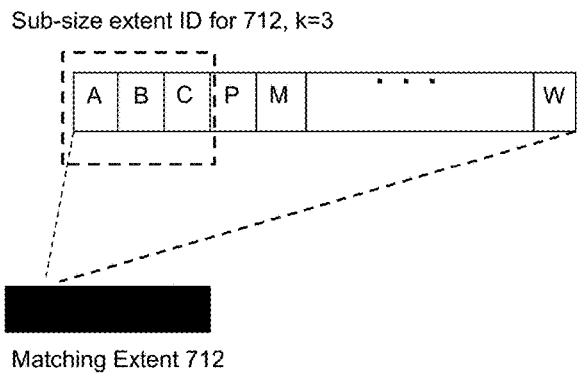 Sub-size extent ID for 712, k=3
A B C P M . . . W
Matching Extent 712